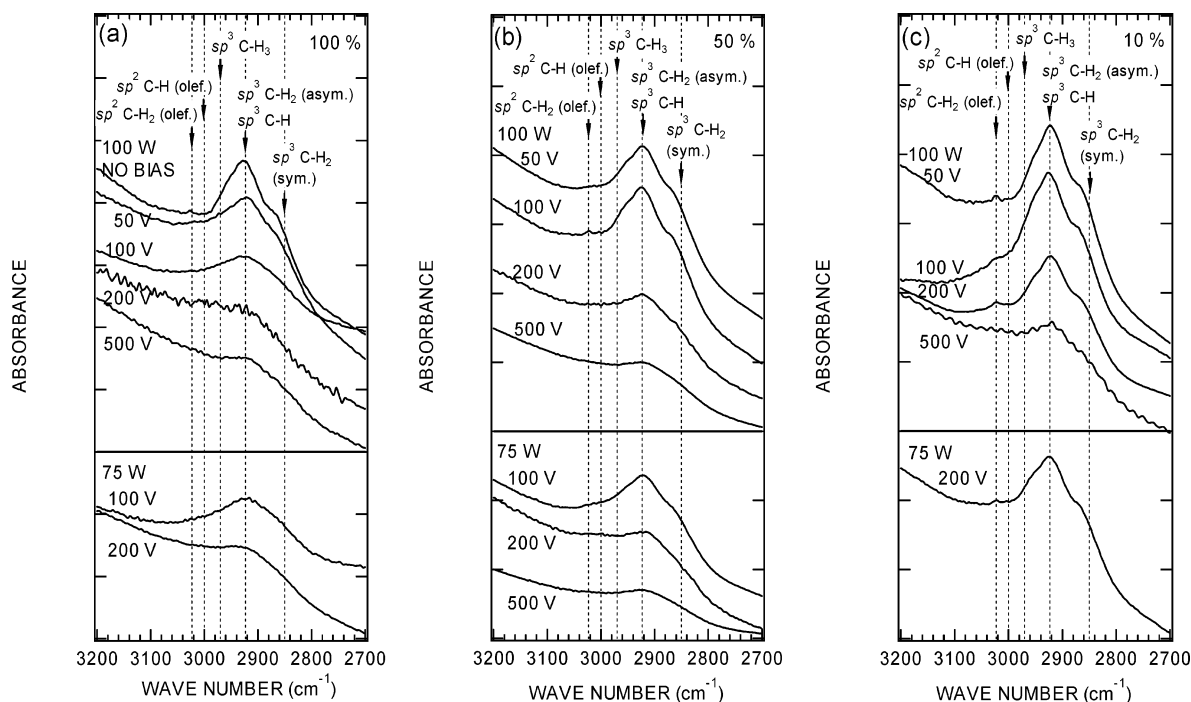 (a) 100 %
sp³ C-H₃
sp² C-H (olef.)
sp³ C-H₂ (asym.)
sp² C-H₂ (olef.)
sp³ C-H
100 W
NO BIAS
sp³ C-H₂
(sym.)
50 V
100 V
200 V
500 V
75 W
100 V
200 V
ABSORBANCE
3200 3100 3000 2900 2800 2700
WAVE NUMBER (cm⁻¹)
(b) 50 %
sp³ C-H₃
sp² C-H (olef.)
sp³ C-H₂ (asym.)
sp² C-H₂ (olef.)
sp³ C-H
100 W
50 V
sp³ C-H₂
(sym.)
100 V
200 V
500 V
75 W
100 V
200 V
500 V
ABSORBANCE
3200 3100 3000 2900 2800 2700
WAVE NUMBER (cm⁻¹)
(c) 10 %
sp³ C-H₃
sp² C-H (olef.)
sp³ C-H₂ (asym.)
sp² C-H₂ (olef.)
sp³ C-H
100 W
50 V
sp³ C-H₂
(sym.)
100 V
200 V
500 V
75 W
200 V
ABSORBANCE
3200 3100 3000 2900 2800 2700
WAVE NUMBER (cm⁻¹)